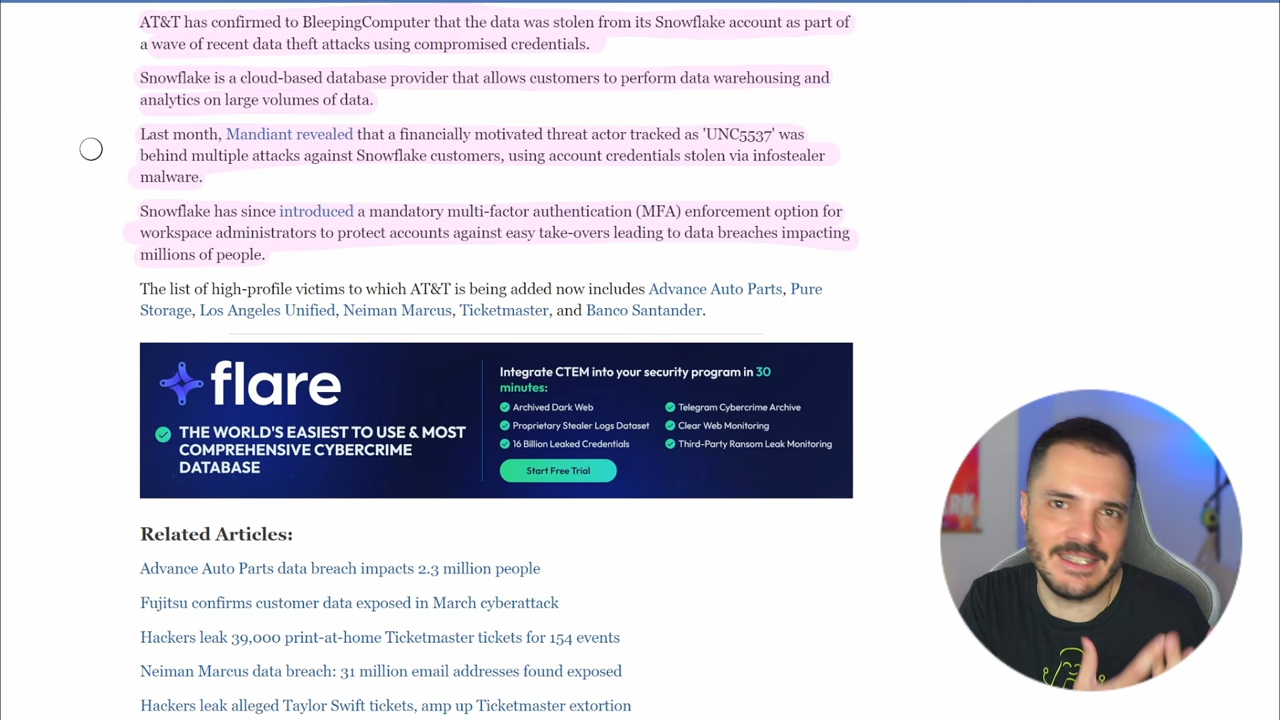 AT&T has confirmed to BleepingComputer that the data was stolen from its Snowflake account as part of
a wave of recent data theft attacks using compromised credentials.
Snowflake is a cloud-based database provider that allows customers to perform data warehousing and
analytics on large volumes of data.
Last month, Mandiant revealed that a financially motivated threat actor tracked as 'UNC5537' was
behind multiple attacks against Snowflake customers, using account credentials stolen via infostealer
malware.
Snowflake has since introduced a mandatory multi-factor authentication (MFA) enforcement option for
workspace administrators to protect accounts against easy take-overs leading to data breaches impacting
millions of people.
The list of high-profile victims to which AT&T is being added now includes Advance Auto Parts, Pure
Storage, Los Angeles Unified, Neiman Marcus, Ticketmaster, and Banco Santander.
flare
THE WORLD'S EASIEST TO USE & MOST
COMPREHENSIVE CYBERCRIME
DATABASE
Integrate CTEM into your security program in 30
minutes:
Archived Dark Web
Proprietary Stealer Logs Dataset
16 Billion Leaked Credentials
Telegram Cybercrime Archive
Clear Web Monitoring
Third-Party Ransom Leak Monitoring
Start Free Trial
Related Articles:
Advance Auto Parts data breach impacts 2.3 million people
Fujitsu confirms customer data exposed in March cyberattack
Hackers leak 39,000 print-at-home Ticketmaster tickets for 154 events
Neiman Marcus data breach: 31 million email addresses found exposed
Hackers leak alleged Taylor Swift tickets, amp up Ticketmaster extortion